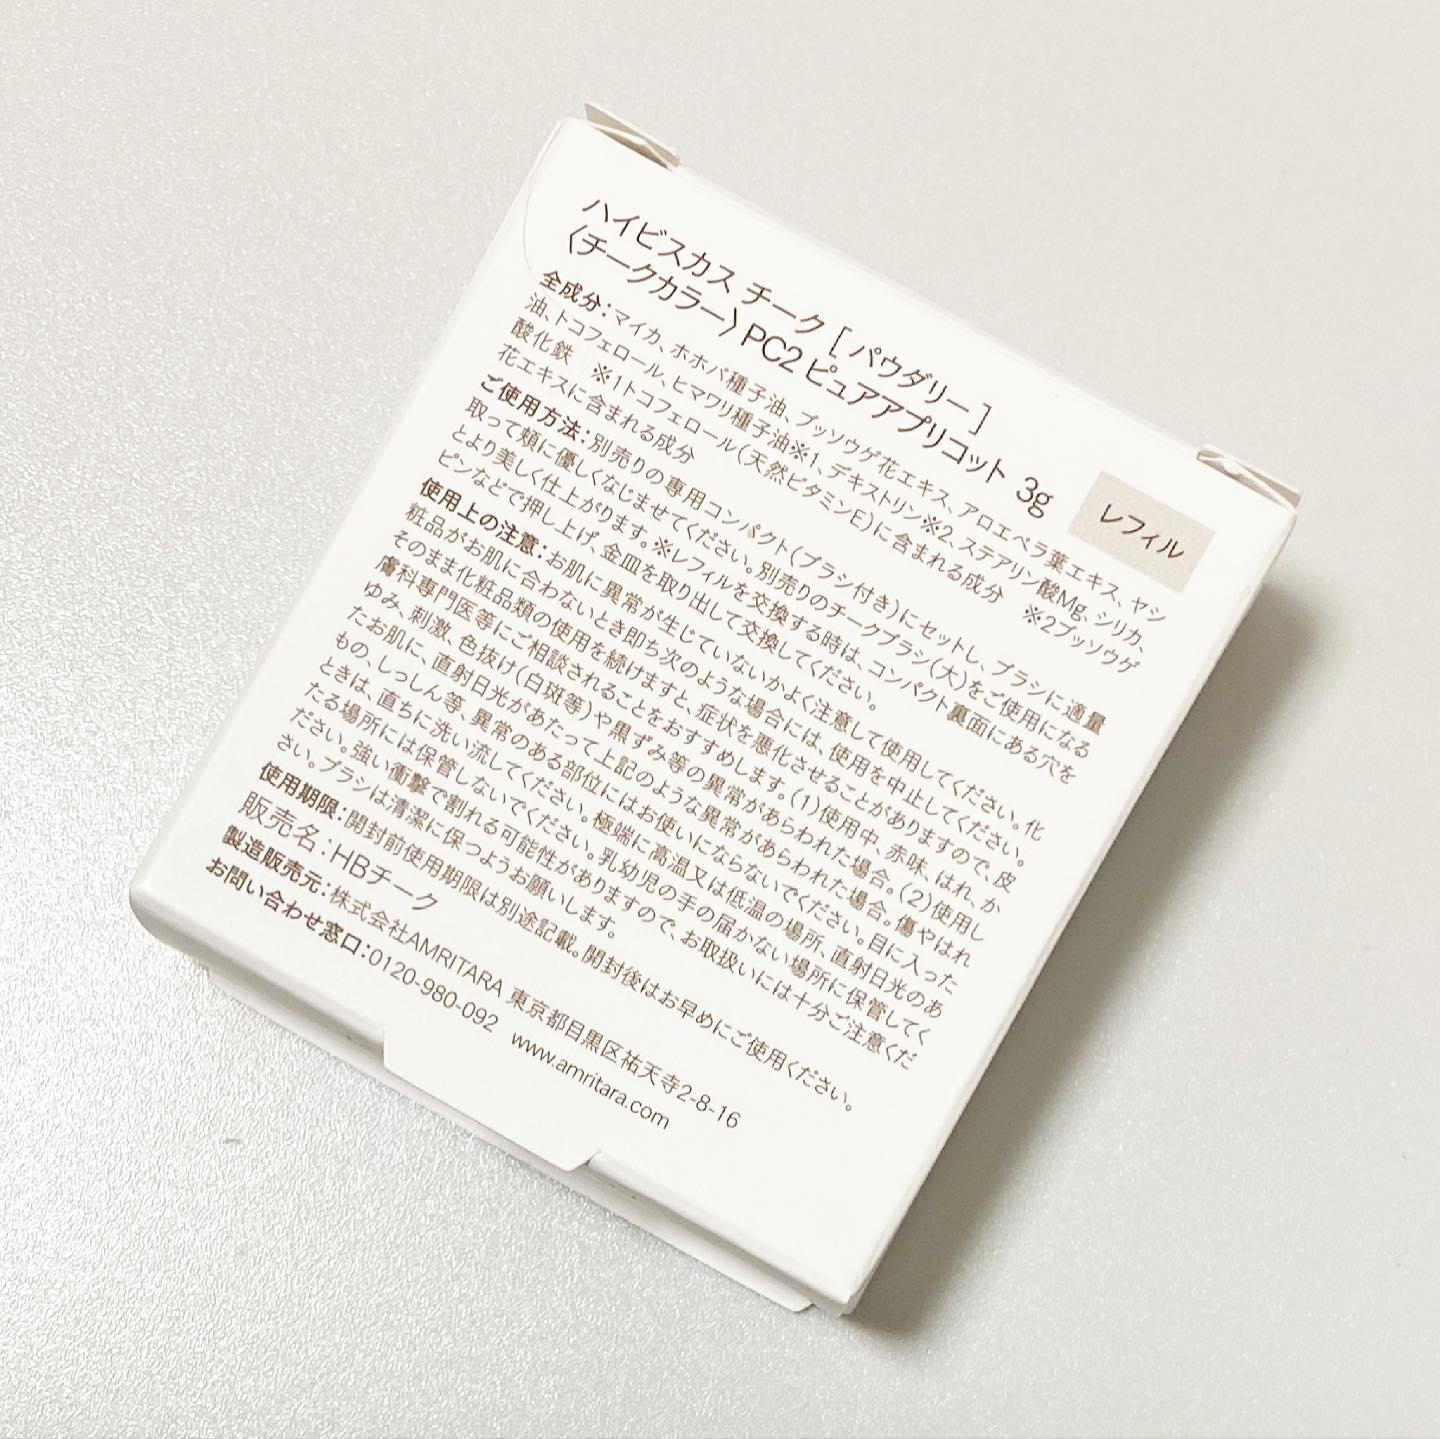 ハイビスカス チーク [ パウダリー ]
〈チークカラー〉PC2 ピュアアプリコット 3g
レフィル
全成分：マイカ、ホホバ種子油、ブッソウゲ花エキス、アロエベラ葉エキス、ヤシ
油、トコフェロール、ヒマワリ種子油※1、デキストリン※2、ステアリン酸Mg、シリカ、
酸化鉄　※1トコフェロール（天然ビタミンE）に含まれる成分　※2ブッソウゲ
花エキスに含まれる成分
ご使用方法：別売りの専用コンパクト（ブラシ付き）にセットし、ブラシに適量
取って頬に優しくなじませてください。別売りのチークブラシ（大）をご使用になる
とより美しく仕上がります。※レフィルを交換する時は、コンパクト裏面にある穴を
ピンなどで押し上げ、金皿を取り出して交換してください。
使用上の注意：お肌に異常が生じていないかよく注意して使用してください。化
粧品がお肌に合わないとき即ち次のような場合には、使用を中止してください。
そのまま化粧品類の使用を続けますと、症状を悪化させることがありますので、皮
膚科専門医等にご相談されることをおすすめします。（1）使用中、赤味、はれ、か
ゆみ、刺激、色抜け（白斑等）や黒ずみ等の異常があらわれた場合。（2）使用し
たお肌に、直射日光があたって上記のような異常があらわれた場合。傷やはれ
もの、しっしん等、異常のある部位にはお使いにならないでください。目に入った
ときは、直ちに洗い流してください。極端に高温又は低温の場所、直射日光のあ
たる場所には保管しないでください。乳幼児の手の届かない場所に保管してく
ださい。強い衝撃で割れる可能性がありますので、お取扱いには十分ご注意くだ
さい。ブラシは清潔に保つようお願いします。
使用期限：開封前使用期限は別途記載。開封後はお早めにご使用ください。
販売名：HBチーク
製造販売元：株式会社AMRITARA 東京都目黒区祐天寺2-8-16
お問い合わせ窓口：0120-980-092 www.amritara.com